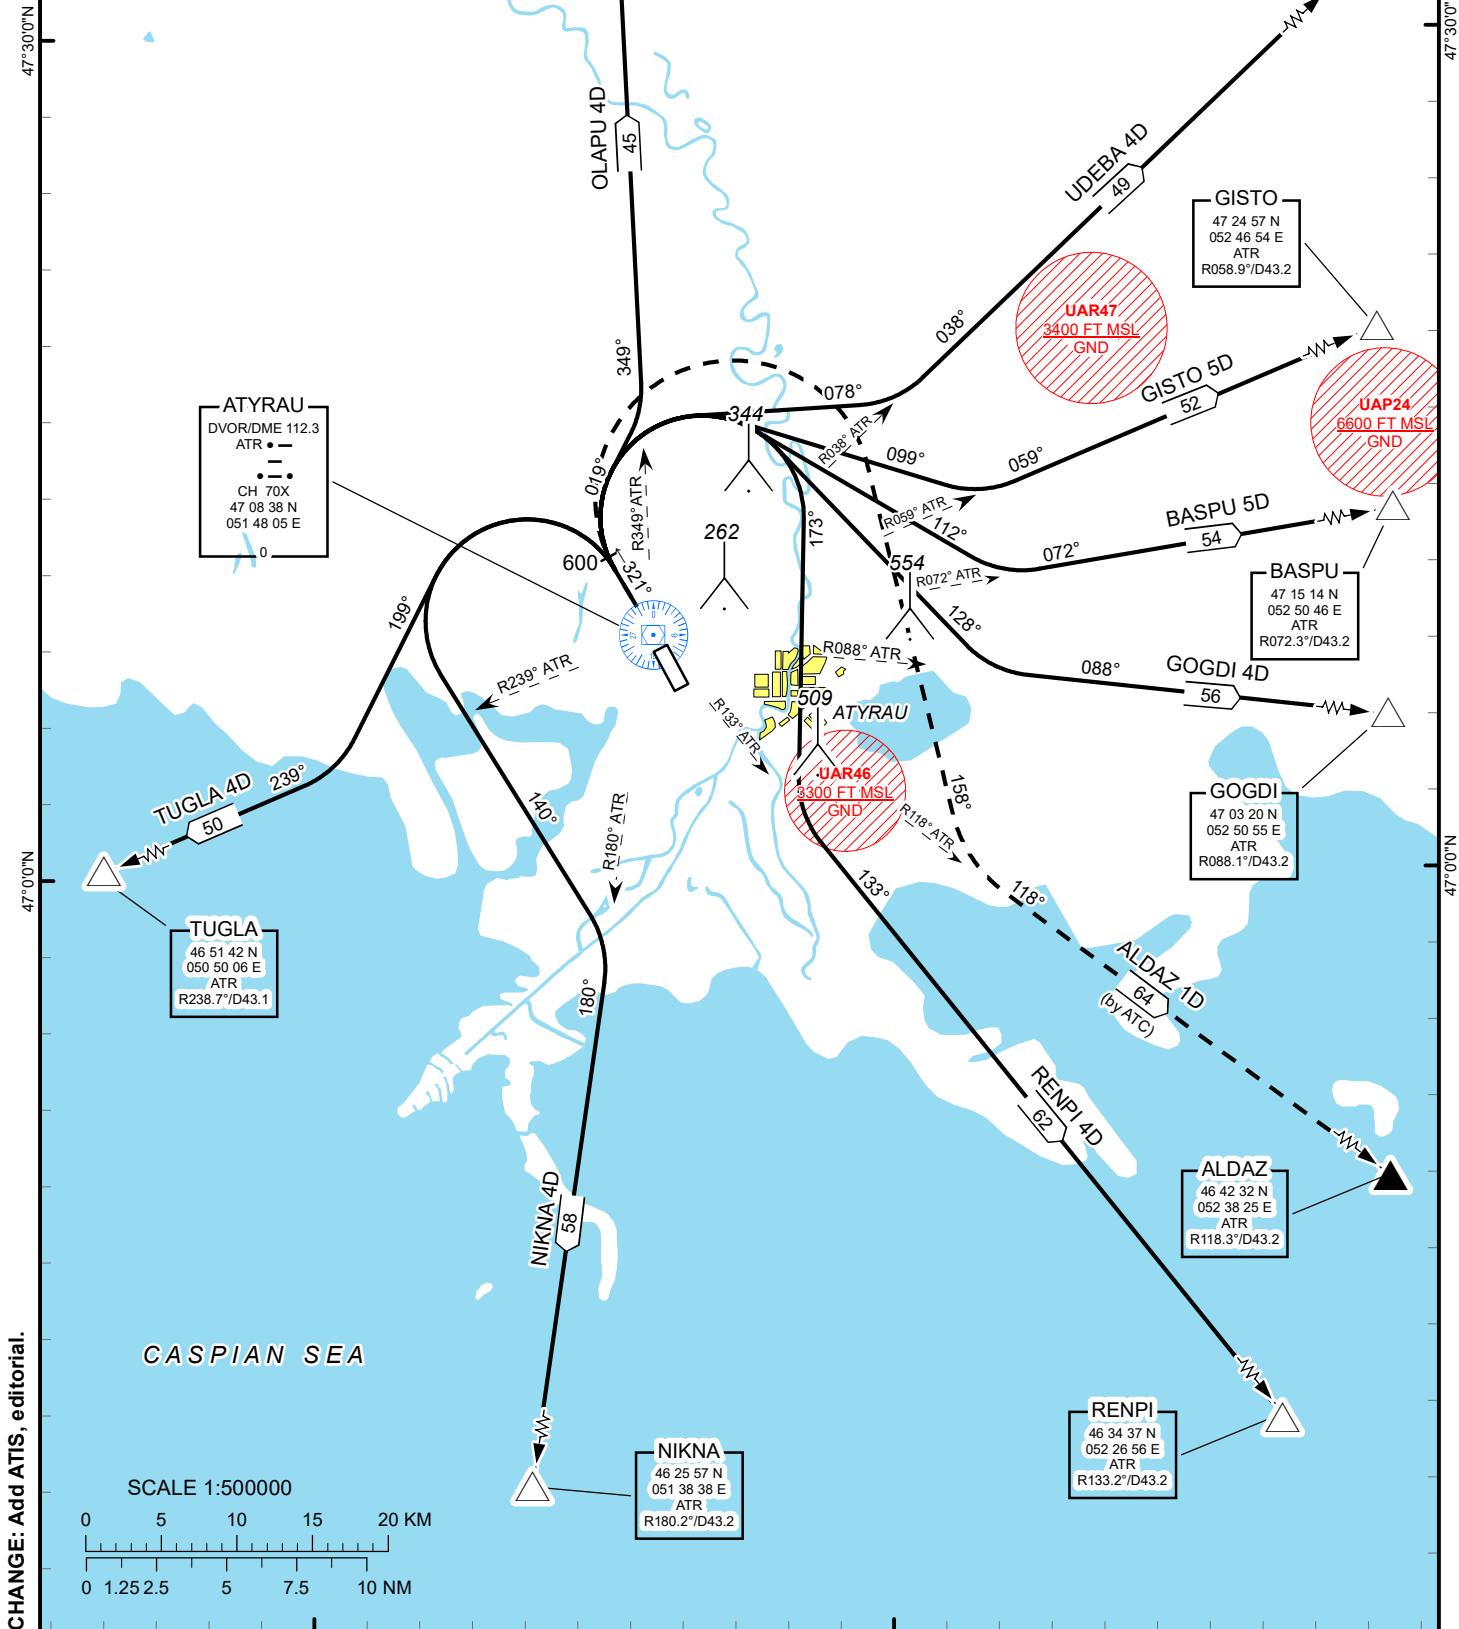 47°30'0"N
47°30'0"
OLAPU 4D
45
UDEBA 4D
49
GISTO
47 24 57 N
052 46 54 E
ATR
R058.9°/D43.2
UAR47
3400 FT MSL
GND
038°
349°
GISTO 5D
52
UAP24
6600 FT MSL
GND
ATYRAU
DVOR/DME 112.3
ATR
CH 70X
47 08 38 N
051 48 05 E
0
078°
344
R038° ATR
099°
059°
019°
R349° ATR
R059° ATR
112°
BASPU 5D
54
072°
173°
262
600
321°
554
R072° ATR
BASPU
47 15 14 N
052 50 46 E
ATR
R072.3°/D43.2
199°
128°
0
9
27
R088° ATR
088°
GOGDI 4D
56
R239° ATR
509
ATYRAU
R133° ATR
UAR46
3300 FT MSL
GND
TUGLA 4D
50
239°
140°
R180° ATR
158°
R118° ATR
GOGDI
47 03 20 N
052 50 55 E
ATR
R088.1°/D43.2
47°0'0"N
47°0'0"N
133°
118°
TUGLA
46 51 42 N
050 50 06 E
ATR
R238.7°/D43.1
180°
ALDAZ 1D
64
(by ATC)
RENPI 4D
62
NIKNA 4D
58
ALDAZ
46 42 32 N
052 38 25 E
ATR
R118.3°/D43.2
CASPIAN SEA
RENPI
46 34 37 N
052 26 56 E
ATR
R133.2°/D43.2
NIKNA
46 25 57 N
051 38 38 E
ATR
R180.2°/D43.2
SCALE 1:500000
0 5 10 15 20 KM
0 1.25 2.5 5 7.5 10 NM
CHANGE: Add ATIS, editorial.